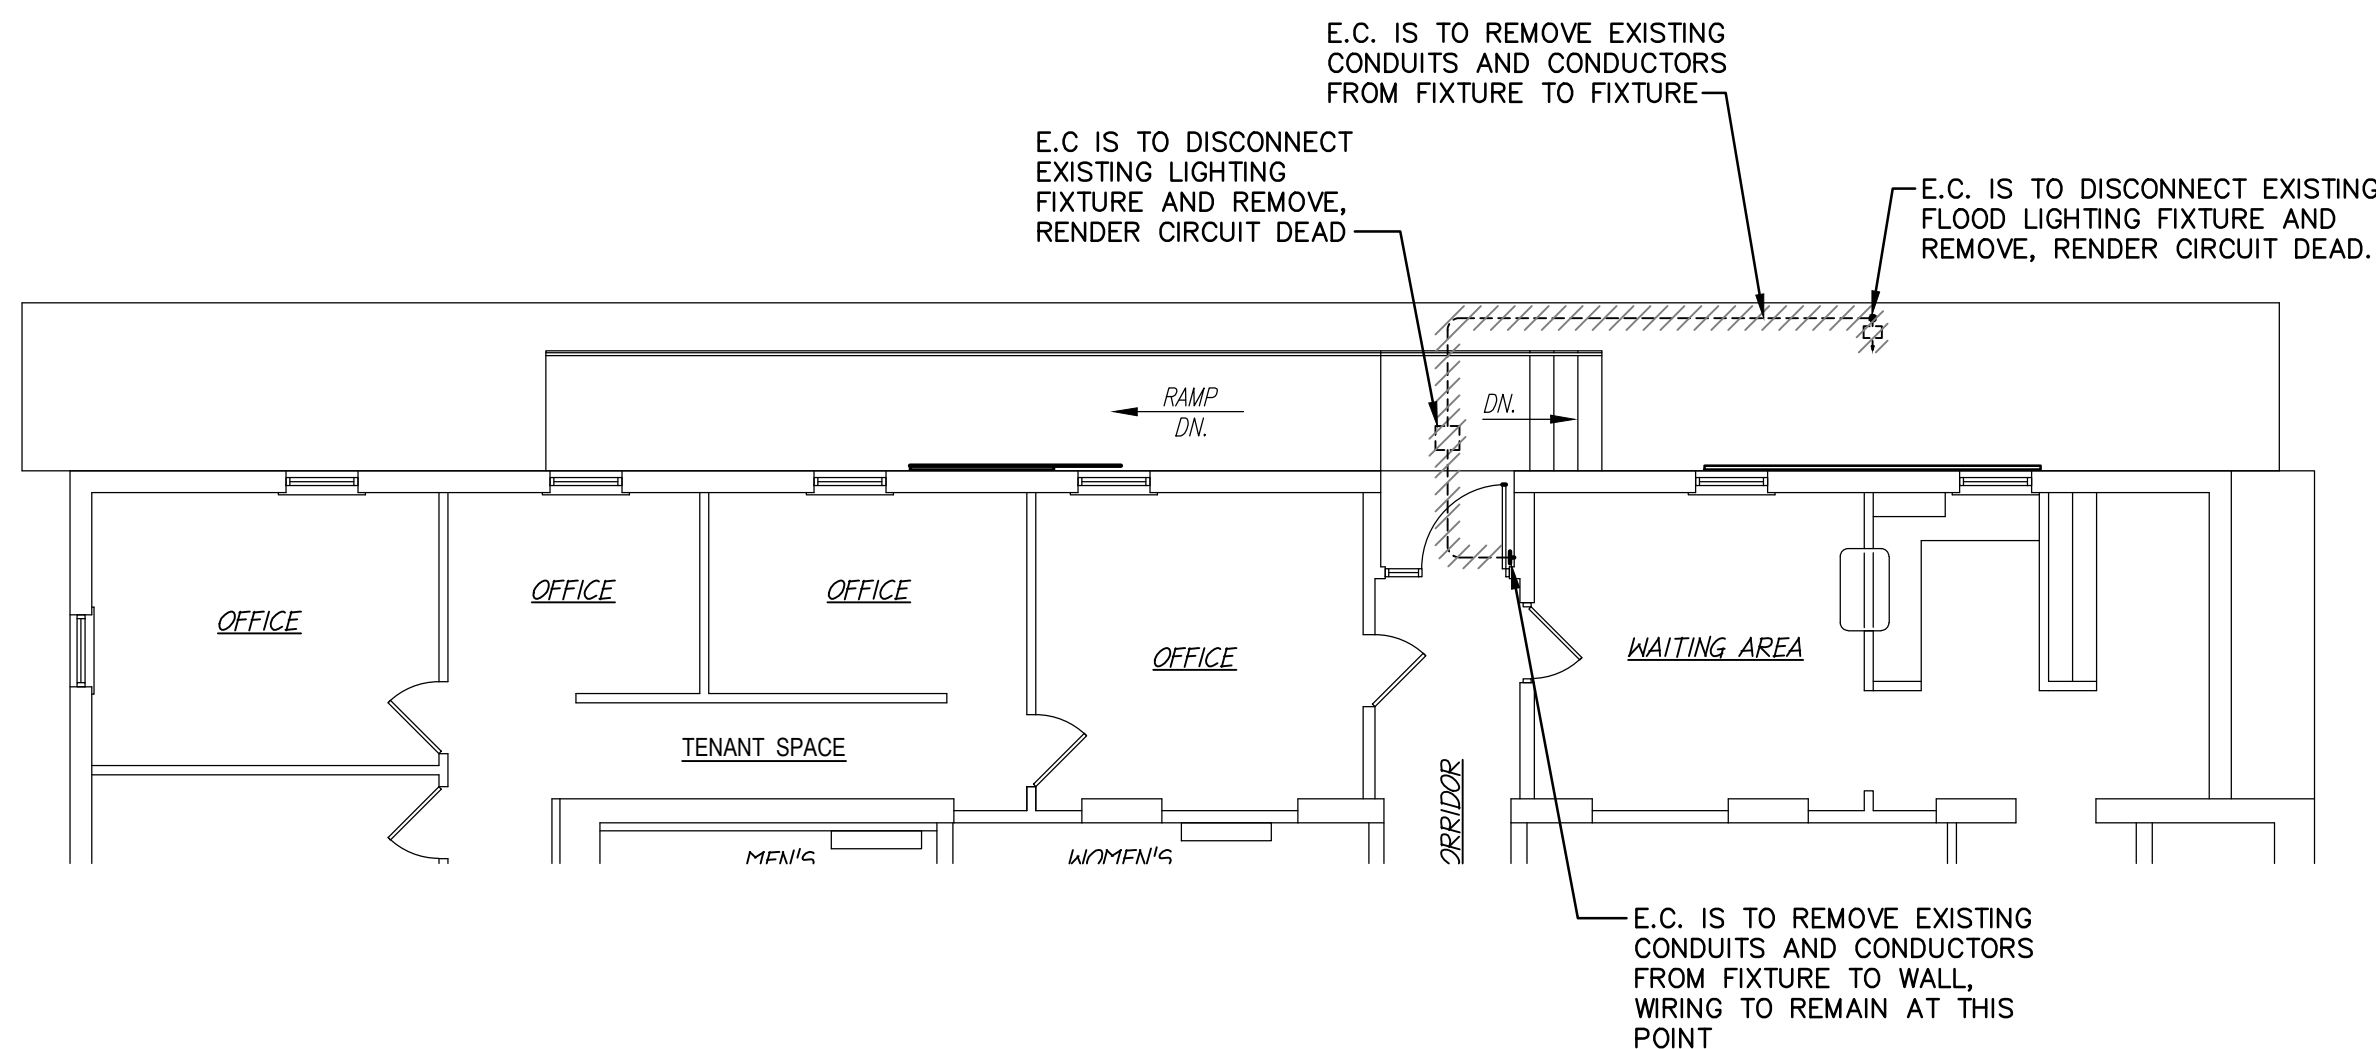 E.C. IS TO REMOVE EXISTING
CONDUITS AND CONDUCTORS
FROM FIXTURE TO FIXTURE
E.C IS TO DISCONNECT
EXISTING LIGHTING
FIXTURE AND REMOVE,
RENDER CIRCUIT DEAD
E.C. IS TO DISCONNECT EXISTING
FLOOD LIGHTING FIXTURE AND
REMOVE, RENDER CIRCUIT DEAD.
RAMP
DN.
DN.
OFFICE
OFFICE
OFFICE
OFFICE
WAITING AREA
TENANT SPACE
ORRIDOR
MEN'S
WOMEN'S
E.C. IS TO REMOVE EXISTING
CONDUITS AND CONDUCTORS
FROM FIXTURE TO WALL,
WIRING TO REMAIN AT THIS
POINT